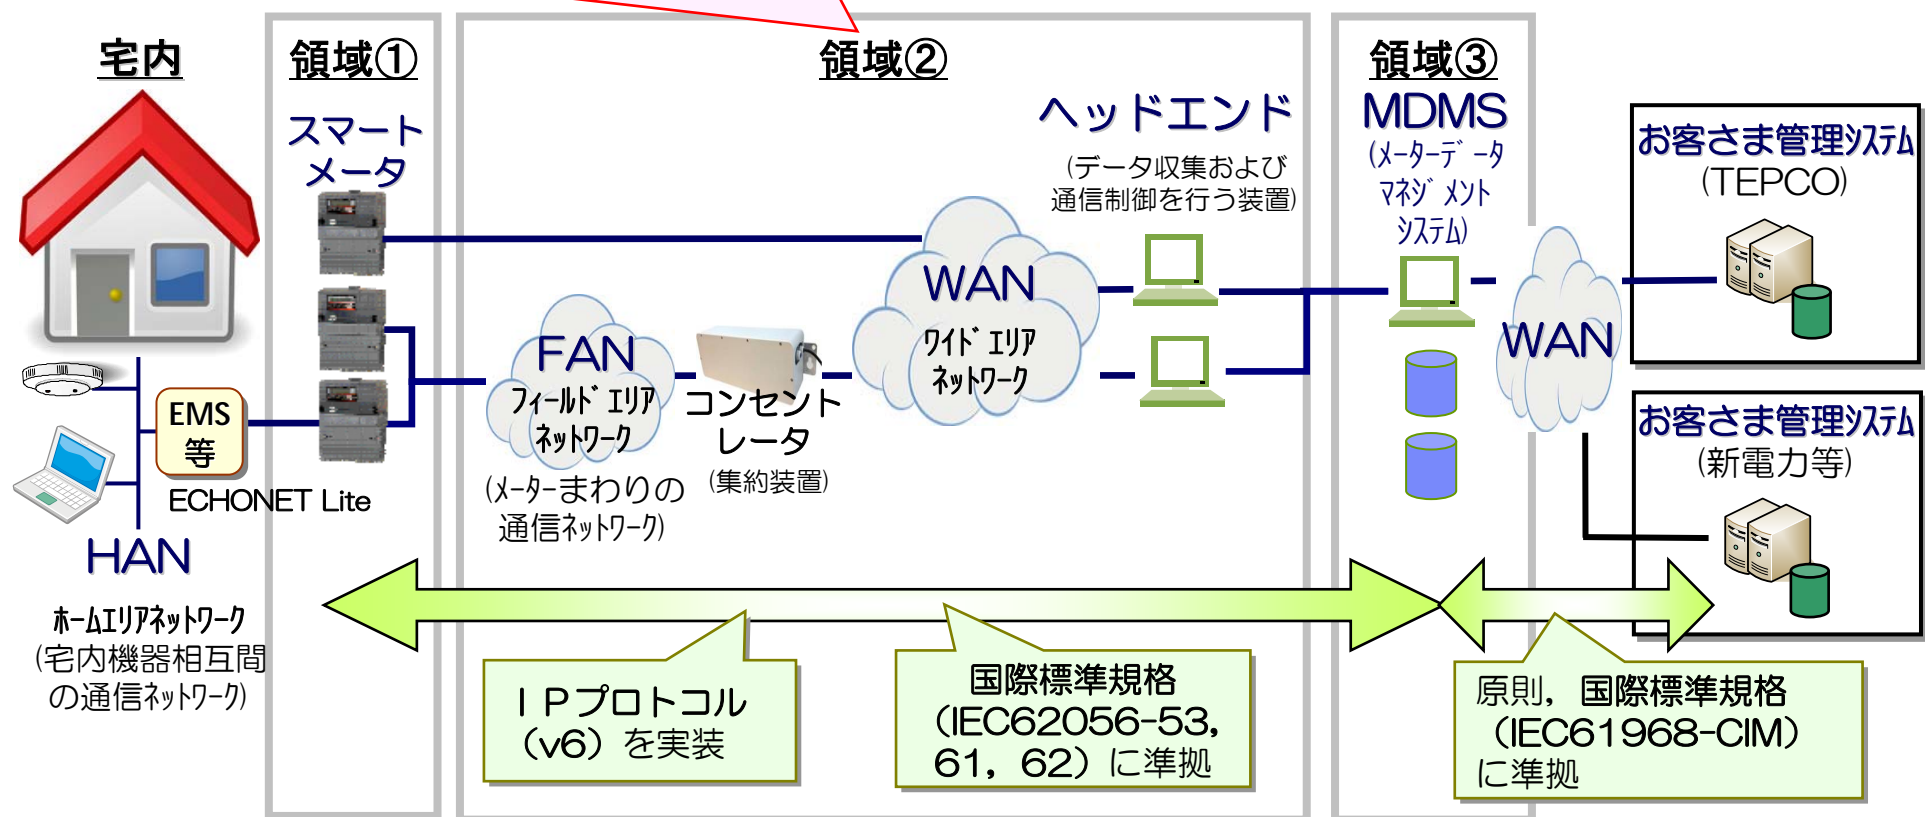 宅内
領域①
領域②
領域③
スマート
メータ
ヘッドエンド
(データ収集および
通信制御を行う装置)
MDMS
(ﾒｰﾀｰﾃﾞｰﾀ
ﾏﾈｼﾞﾒﾝﾄ
ｼｽﾃﾑ)
お客さま管理ｼｽﾃﾑ
(TEPCO)
WAN
ﾜｲﾄﾞｴﾘｱ
ﾈｯﾄﾜｰｸ
FAN
ﾌｨｰﾙﾄﾞｴﾘｱ
ﾈｯﾄﾜｰｸ
(ﾒｰﾀｰまわりの
通信ﾈｯﾄﾜｰｸ)
コンセント
レータ
(集約装置)
WAN
お客さま管理ｼｽﾃﾑ
(新電力等)
EMS
等
ECHONET Lite
HAN
ﾎｰﾑｴﾘｱﾈｯﾄﾜｰｸ
(宅内機器相互間
の通信ﾈｯﾄﾜｰｸ)
ＩＰプロトコル
（v6）を実装
国際標準規格
（IEC62056-53,
61，62）に準拠
原則，国際標準規格
（IEC61968-CIM）
に準拠